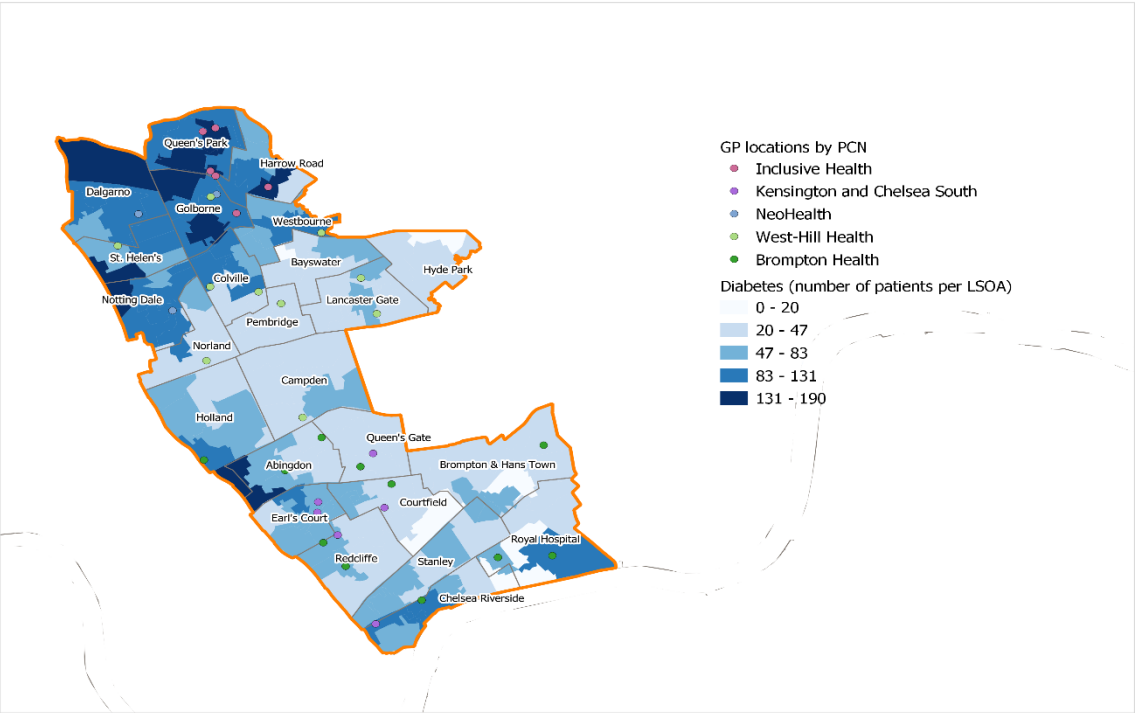 Queen's Park
Harrow Road
Dalgarno
Golborne
Westbourne
St. Helen's
Bayswater
Hyde Park
Colville
Notting Dale
Lancaster Gate
Pembridge
Norland
Campden
Holland
Queen's Gate
Abingdon
Brompton & Hans Town
Courtfield
Earl's Court
Royal Hospital
Redcliffe
Stanley
Chelsea Riverside
GP locations by PCN
Inclusive Health
Kensington and Chelsea South
NeoHealth
West-Hill Health
Brompton Health
Diabetes (number of patients per LSOA)
0 - 20
20 - 47
47 - 83
83 - 131
131 - 190